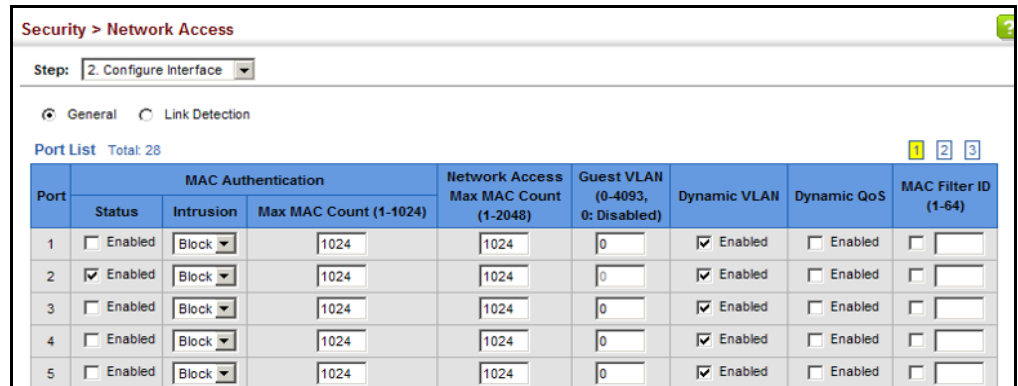 Security > Network Access
?
Step: 2. Configure Interface
General Link Detection
Port List Total: 28 1 2 3
Port MAC Authentication Network Access Max MAC Count (1-2048) Guest VLAN (0-4093, 0: Disabled) Dynamic VLAN Dynamic QoS MAC Filter ID (1-64)
Status Intrusion Max MAC Count (1-1024)
1 Enabled Block 1024 1024 0 Enabled Enabled
2 Enabled Block 1024 1024 0 Enabled Enabled
3 Enabled Block 1024 1024 0 Enabled Enabled
4 Enabled Block 1024 1024 0 Enabled Enabled
5 Enabled Block 1024 1024 0 Enabled Enabled